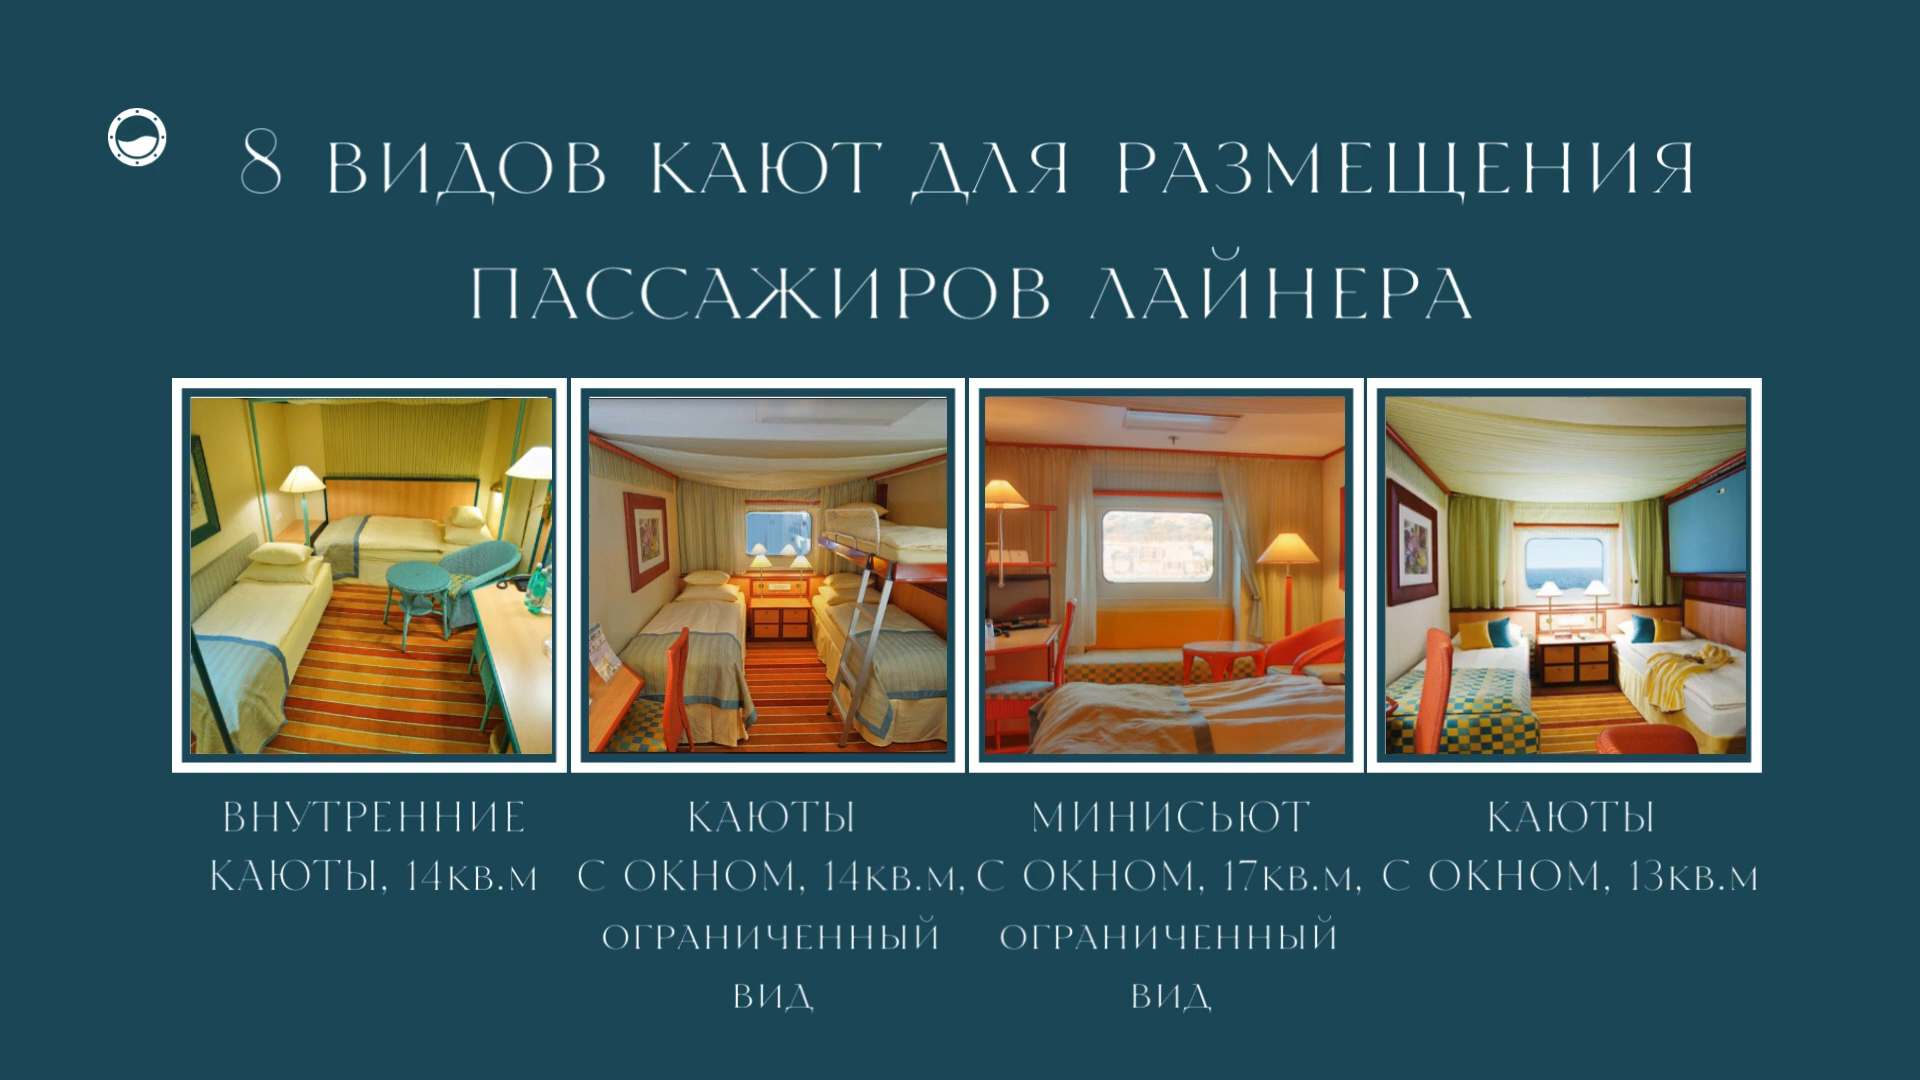 8 ВИДОВ КАЮТ ДЛЯ РАЗМЕЩЕНИЯ
ПАССАЖИРОВ ЛАЙНЕРА
ВНУТРЕННИЕ
КАЮТЫ, 14кв.м
КАЮТЫ
С ОКНОМ, 14кв.м,
ОГРАНИЧЕННЫЙ
ВИД
МИНИСЬЮТ
С ОКНОМ, 17кв.м,
ОГРАНИЧЕННЫЙ
ВИД
КАЮТЫ
С ОКНОМ, 13кв.м